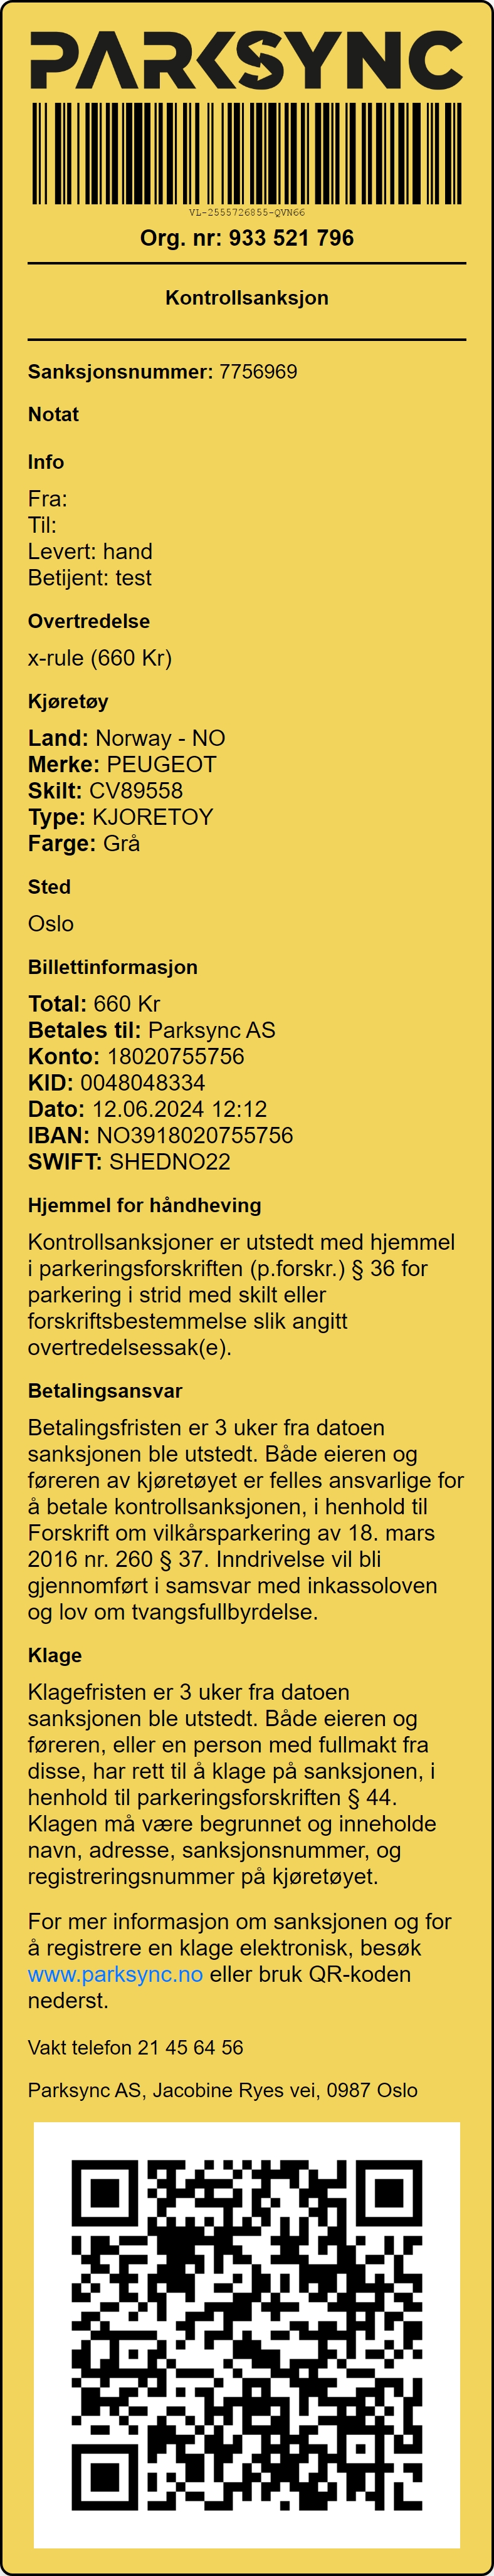 PARKSYNC
VL-2555726855-QVN66
Org. nr: 933 521 796
Kontrollsanksjon
Sanksjonsnummer: 7756969
Notat
Info
Fra:
Til:
Levert: hand
Betijent: test
Overtredelse
x-rule (660 Kr)
Kjøretøy
Land: Norway - NO
Merke: PEUGEOT
Skilt: CV89558
Type: KJORETOY
Farge: Grå
Sted
Oslo
Billettinformasjon
Total: 660 Kr
Betales til: Parksync AS
Konto: 18020755756
KID: 0048048334
Dato: 12.06.2024 12:12
IBAN: NO3918020755756
SWIFT: SHEDNO22
Hjemmel for håndheving
Kontrollsanksjoner er utstedt med hjemmel
i parkeringsforskriften (p.forskr.) § 36 for
parkering i strid med skilt eller
forskriftsbestemmelse slik angitt
overtredelsessak(e).
Betalingsansvar
Betalingsfristen er 3 uker fra datoen
sanksjonen ble utstedt. Både eieren og
føreren av kjøretøyet er felles ansvarlige for
å betale kontrollsanksjonen, i henhold til
Forskrift om vilkårsparkering av 18. mars
2016 nr. 260 § 37. Inndrivelse vil bli
gjennomført i samsvar med inkassoloven
og lov om tvangsfullbyrdelse.
Klage
Klagefristen er 3 uker fra datoen
sanksjonen ble utstedt. Både eieren og
føreren, eller en person med fullmakt fra
disse, har rett til å klage på sanksjonen, i
henhold til parkeringsforskriften § 44.
Klagen må være begrunnet og inneholde
navn, adresse, sanksjonsnummer, og
registreringsnummer på kjøretøyet.
For mer informasjon om sanksjonen og for
å registrere en klage elektronisk, besøk
www.parksync.no eller bruk QR-koden
nederst.
Vakt telefon 21 45 64 56
Parksync AS, Jacobine Ryes vei, 0987 Oslo